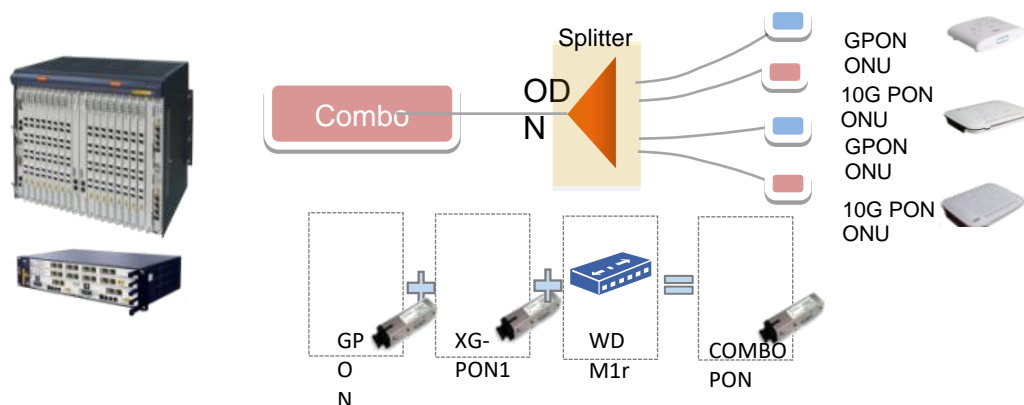 Splitter
GPON
ONU
OD
N
Combo
10G PON
ONU
GPON
ONU
10G PON
ONU
GP
O
N
XG-
PON1
WD
M1r
COMBO
PON